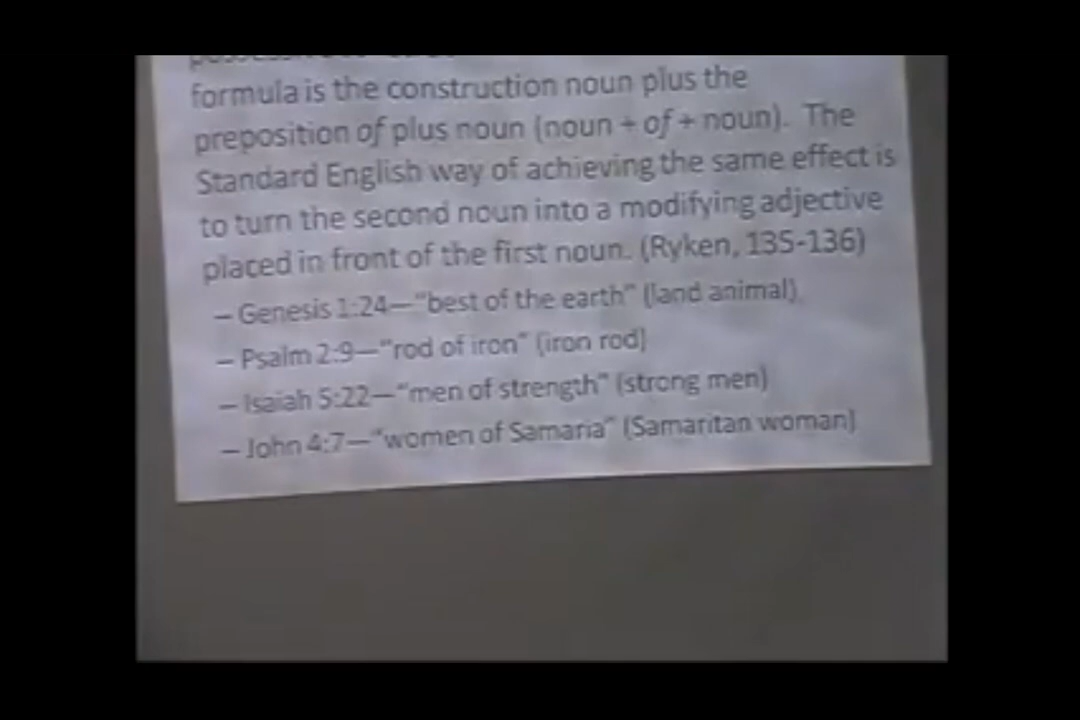 formula is the construction noun plus the
preposition of plus noun (noun + of + noun). The
Standard English way of achieving the same effect is
to turn the second noun into a modifying adjective
placed in front of the first noun. (Ryken, 135-136)
– Genesis 1:24—"best of the earth" (land animal)
– Psalm 2:9—"rod of iron" (iron rod)
– Isaiah 5:22—"men of strength" (strong men)
– John 4:7—"women of Samaria" (Samaritan woman)